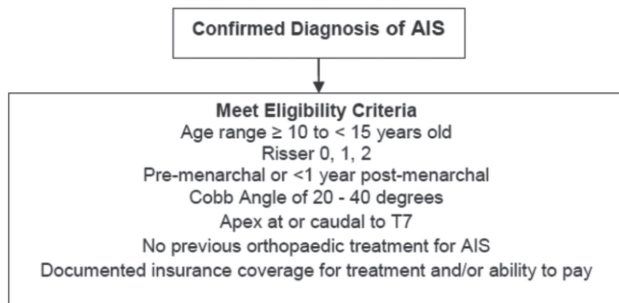 Confirmed Diagnosis of AIS
Meet Eligibility Criteria
Age range ≥ 10 to < 15 years old
Risser 0, 1, 2
Pre-menarchal or <1 year post-menarchal
Cobb Angle of 20 - 40 degrees
Apex at or caudal to T7
No previous orthopaedic treatment for AIS
Documented insurance coverage for treatment and/or ability to pay